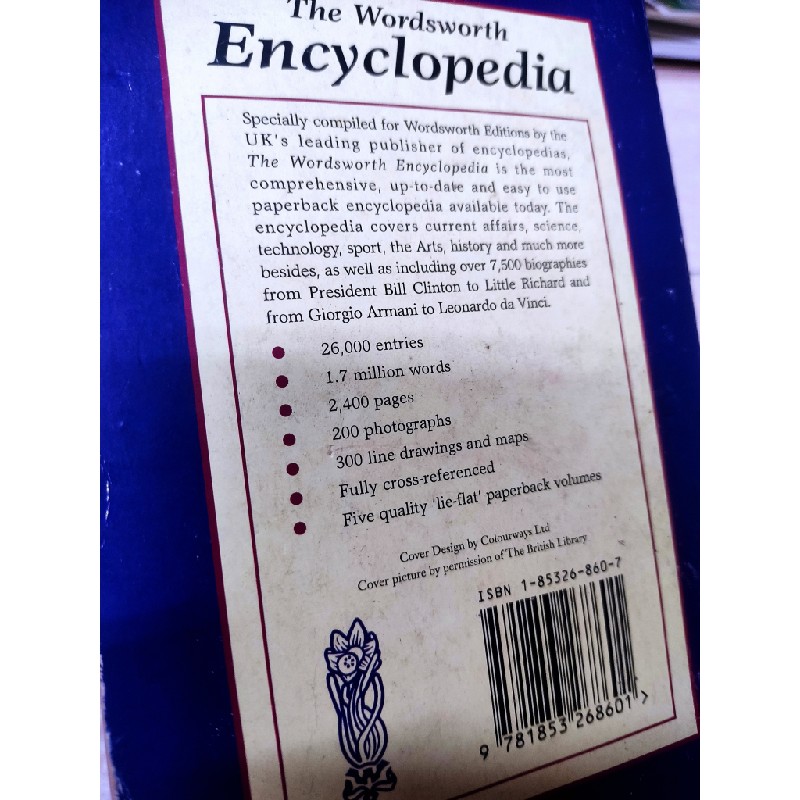 The Wordsworth
Encyclopedia
Specially compiled for Wordsworth Editions by the
UK's leading publisher of encyclopedias,
The Wordsworth Encyclopedia is the most
comprehensive, up-to-date and easy to use
paperback encyclopedia available today. The
encyclopedia covers current affairs, science,
technology, sport, the Arts, history and much more
besides, as well as including over 7,500 biographies
from President Bill Clinton to Little Richard and
from Giorgio Armani to Leonardo da Vinci.
● 26,000 entries
● 1.7 million words
● 2,400 pages
● 200 photographs
● 300 line drawings and maps
● Fully cross-referenced
● Five quality 'lie-flat' paperback volumes
Cover Design by Colourways Ltd
Cover picture by permission of The British Library
ISBN 1-85326-860-7
9 781853 268601 >
W